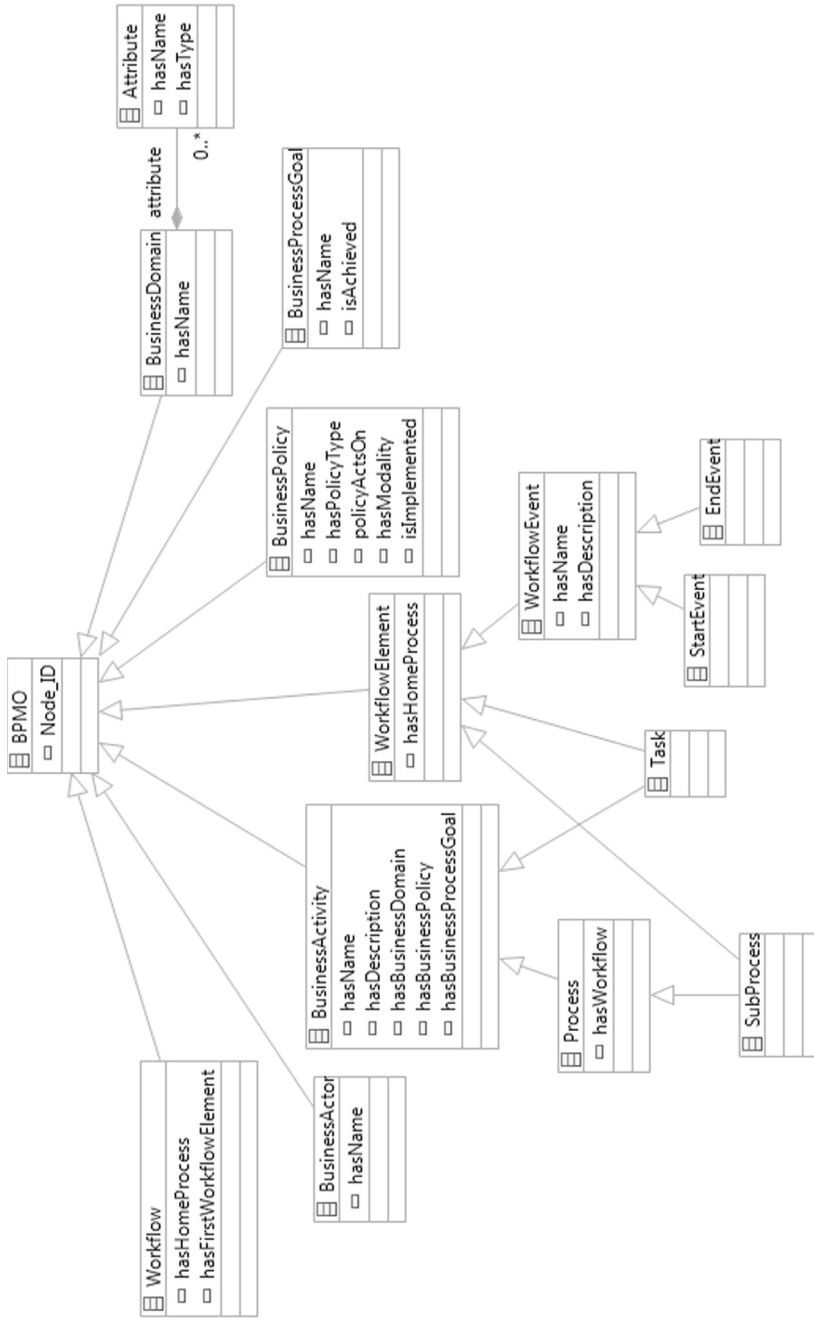 BPMO
Node_ID
Workflow
hasHomeProcess
hasFirstWorkflowElement
BusinessActor
hasName
BusinessActivity
hasName
hasDescription
hasBusinessDomain
hasBusinessPolicy
hasBusinessProcessGoal
WorkflowElement
hasHomeProcess
BusinessPolicy
hasName
hasPolicyType
policyActsOn
hasModality
isImplemented
BusinessProcessGoal
hasName
isAchieved
BusinessDomain
hasName
attribute
0..*
Attribute
hasName
hasType
Process
hasWorkflow
SubProcess
Task
WorkflowEvent
hasName
hasDescription
StartEvent
EndEvent